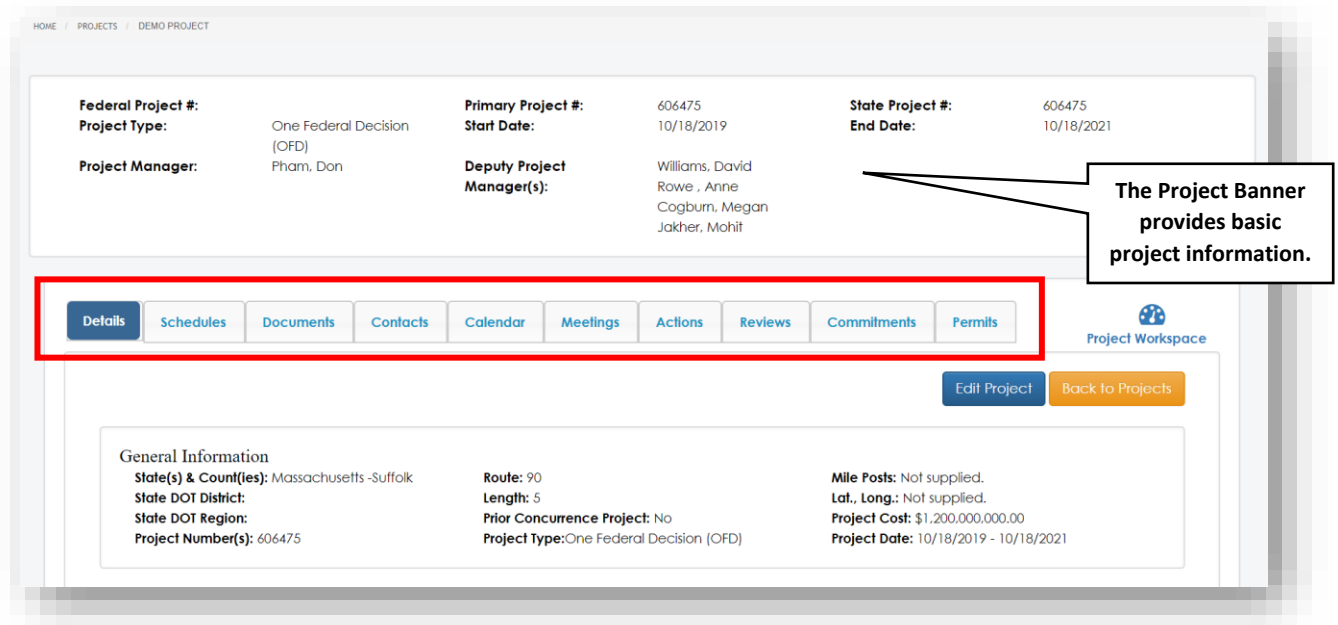 HOME / PROJECTS / DEMO PROJECT
Federal Project #: Primary Project #: 606475 State Project #: 606475
Project Type: One Federal Decision Start Date: 10/18/2019 End Date: 10/18/2021
(OFD)
Project Manager: Pham, Don Deputy Project Williams, David
Manager(s): Rowe , Anne
Cogburn, Megan
Jakher, Mohit
The Project Banner
provides basic
project information.
Details Schedules Documents Contacts Calendar Meetings Actions Reviews Commitments Permits
Project Workspace
Edit Project Back to Projects
General Information
State(s) & Count(ies): Massachusetts -Suffolk Route: 90 Mile Posts: Not supplied.
State DOT District: Length: 5 Lat., Long.: Not supplied.
State DOT Region: Prior Concurrence Project: No Project Cost: $1,200,000,000.00
Project Number(s): 606475 Project Type:One Federal Decision (OFD) Project Date: 10/18/2019 - 10/18/2021